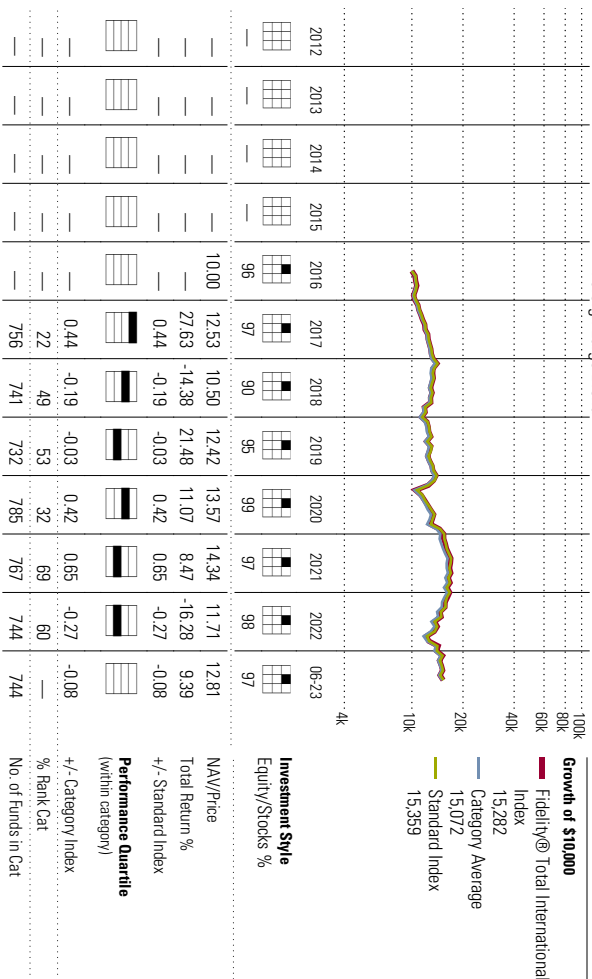 100k
Growth of $10,000
80k
60k
Fidelity® Total International
Index
40k
15,282
Category Average
20k
15,072
Standard Index
15,359
10k
4k
2012 2013 2014 2015 2016 2017 2018 2019 2020 2021 2022 06-23
Investment Style
Equity/Stocks %
— — — — 96 97 90 95 99 97 98 97
— — — — 10.00 12.53 10.50 12.42 13.57 14.34 11.71 12.81 NAV/Price
— — — — — 27.63 -14.38 21.48 11.07 8.47 -16.28 9.39 Total Return %
— — — — — 0.44 -0.19 -0.03 0.42 0.65 -0.27 -0.08 +/- Standard Index
Performance Quartile
(within category)
— — — — — 0.44 -0.19 -0.03 0.42 0.65 -0.27 -0.08 +/- Category Index
— — — — — 22 49 53 32 69 60 — % Rank Cat
— — — — — 756 741 732 785 767 744 744 No. of Funds in Cat